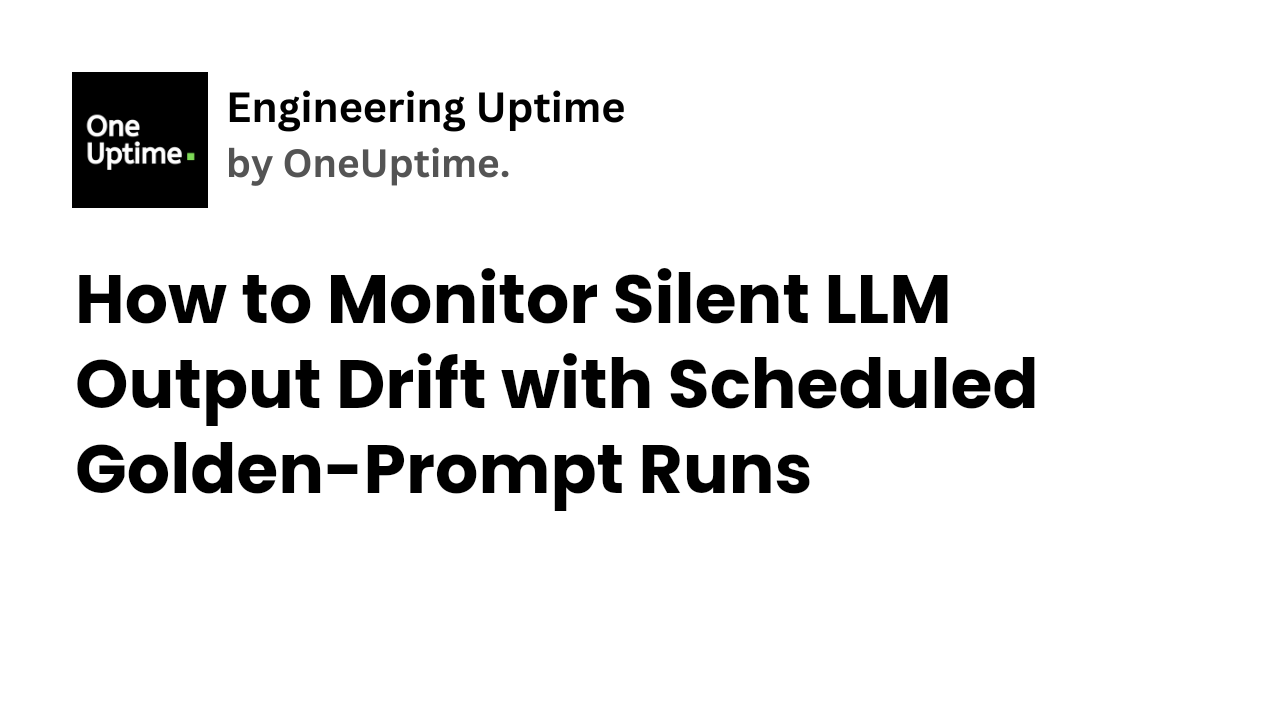 One
Uptime
Engineering Uptime
by OneUptime.
How to Monitor Silent LLM
Output Drift with Scheduled
Golden-Prompt Runs